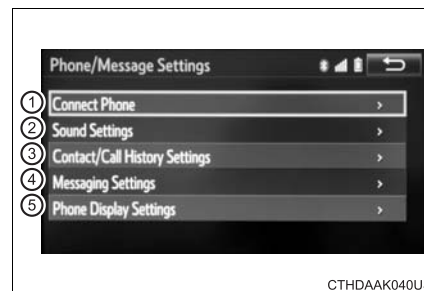 Phone/Message Settings
1 Connect Phone
2 Sound Settings
3 Contact/Call History Settings
4 Messaging Settings
5 Phone Display Settings
CTHDAAK040U